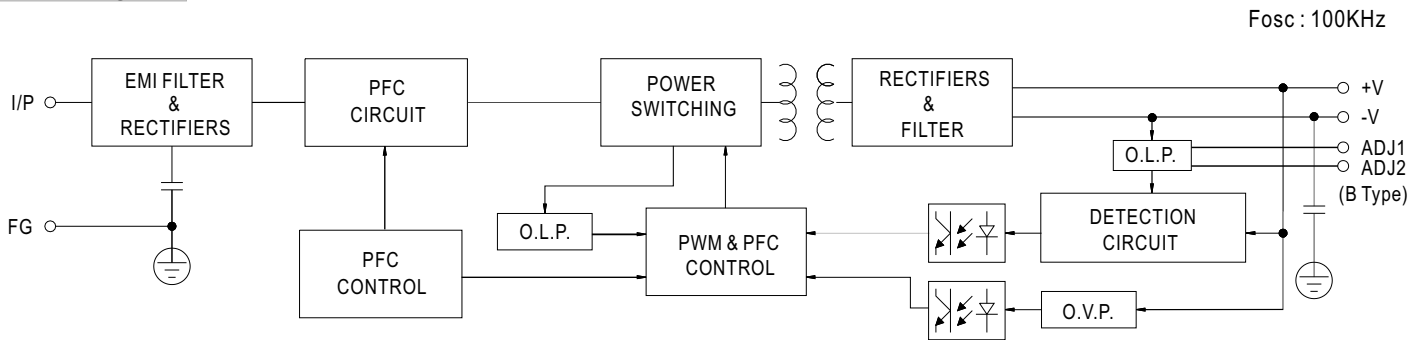 Fosc : 100KHz
I/P
EMI FILTER
&
RECTIFIERS
PFC
CIRCUIT
POWER
SWITCHING
RECTIFIERS
&
FILTER
+V
-V
O.L.P.
ADJ1
ADJ2
(B Type)
FG
PFC
CONTROL
O.L.P.
PWM & PFC
CONTROL
DETECTION
CIRCUIT
O.V.P.